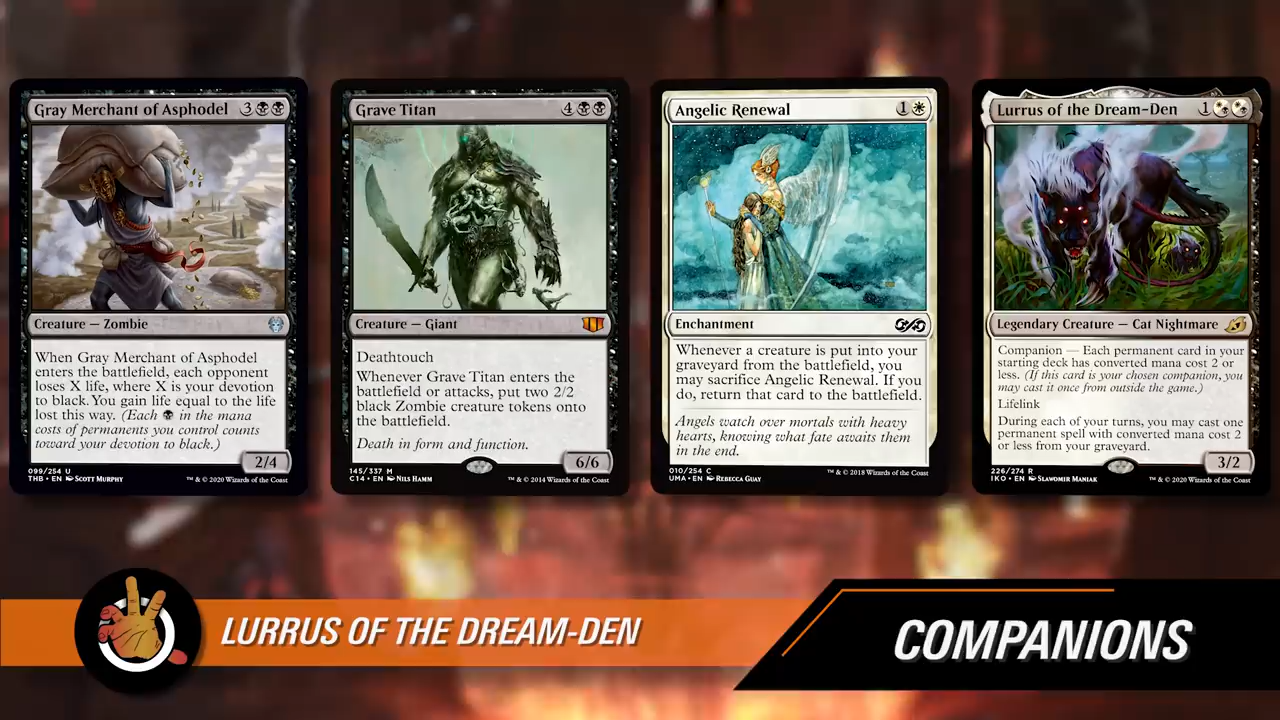 Gray Merchant of Asphodel 3
Creature — Zombie
When Gray Merchant of Asphodel
enters the battlefield, each opponent
loses X life, where X is your devotion
to black. You gain life equal to the life
lost this way. (Each in the mana
costs of permanents you control counts
toward your devotion to black.)
2/4
099/254 U
THB • EN Scott Murphy
™ & © 2020 Wizards of the Coast
Grave Titan 4
Creature — Giant
Deathtouch
Whenever Grave Titan enters the
battlefield or attacks, put two 2/2
black Zombie creature tokens onto
the battlefield.
Death in form and function.
6/6
145/337 M
C14 • EN Nils Hamm
™ & © 2014 Wizards of the Coast
Angelic Renewal 1
Enchantment
Whenever a creature is put into your
graveyard from the battlefield, you
may sacrifice Angelic Renewal. If you
do, return that card to the battlefield.
Angels watch over mortals with heavy
hearts, knowing what fate awaits them
in the end.
010/254 C
UMA • EN Rebecca Guay
™ & © 2018 Wizards of the Coast
Lurrus of the Dream-Den 1
Legendary Creature — Cat Nightmare
Companion — Each permanent card in your
starting deck has converted mana cost 2 or
less. (If this card is your chosen companion, you
may cast it once from outside the game.)
Lifelink
During each of your turns, you may cast one
permanent spell with converted mana cost 2
or less from your graveyard.
3/2
226/274 R
IKO • EN Slawomir Maniak
™ & © 2020 Wizards of the Coast
LURRUS OF THE DREAM-DEN
COMPANIONS